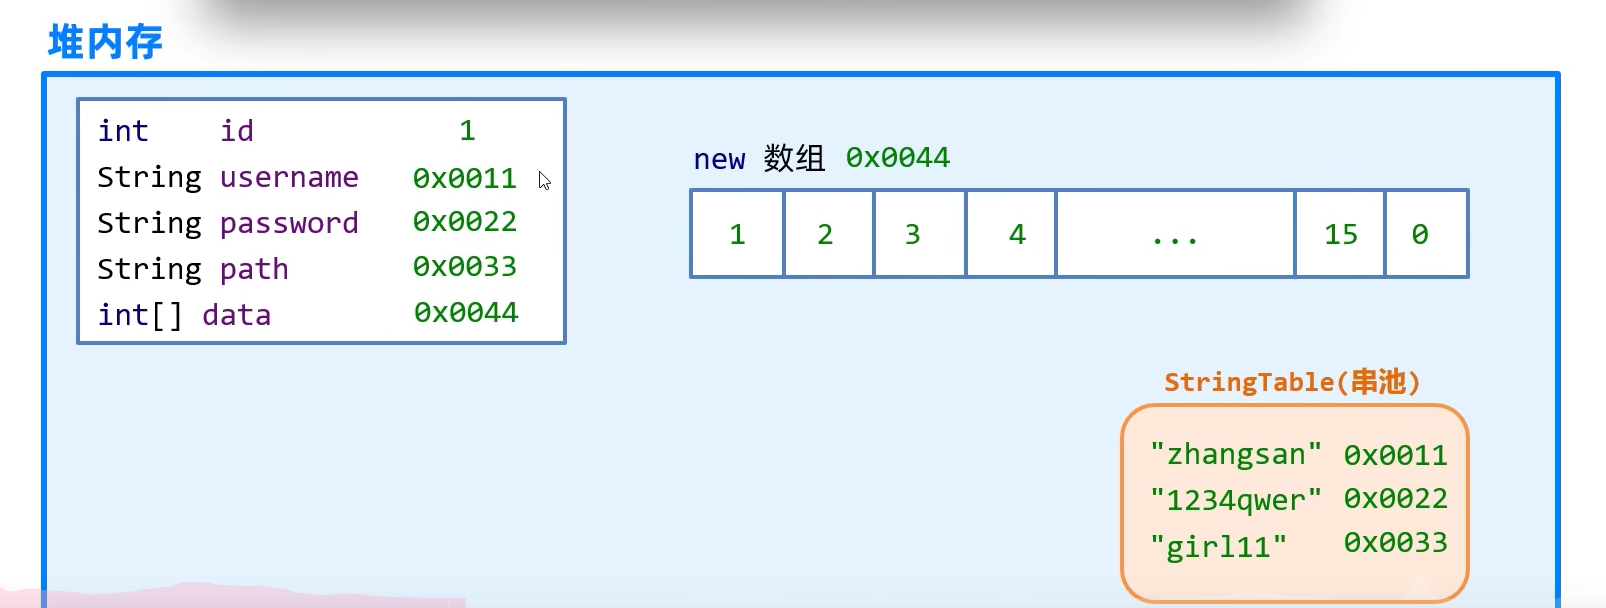 堆内存
int id 1
String username 0x0011
String password 0x0022
String path 0x0033
int[] data 0x0044
new 数组 0x0044
1 2 3 4 ... 15 0
StringTable(串池)
"zhangsan" 0x0011
"1234qwer" 0x0022
"girl11" 0x0033